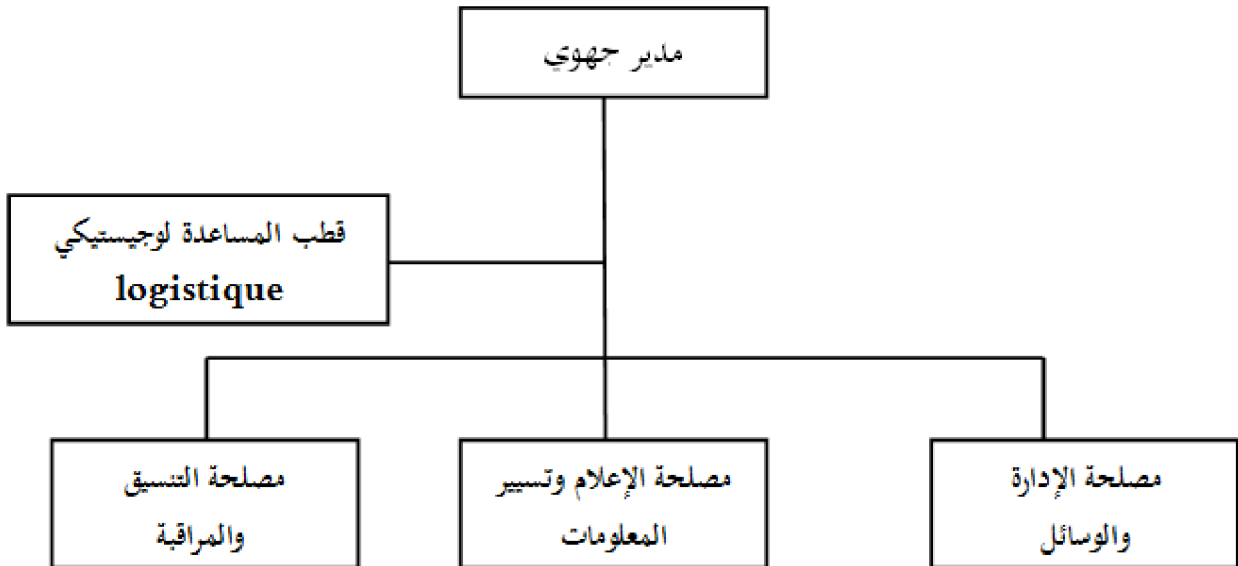 مدير جهوي
قطب المساعدة لوجيستيكي
logistique
مصلحة الإدارة
والوسائل
مصلحة الإعلام وتسيير
المعلومات
مصلحة التنسيق
والمراقبة